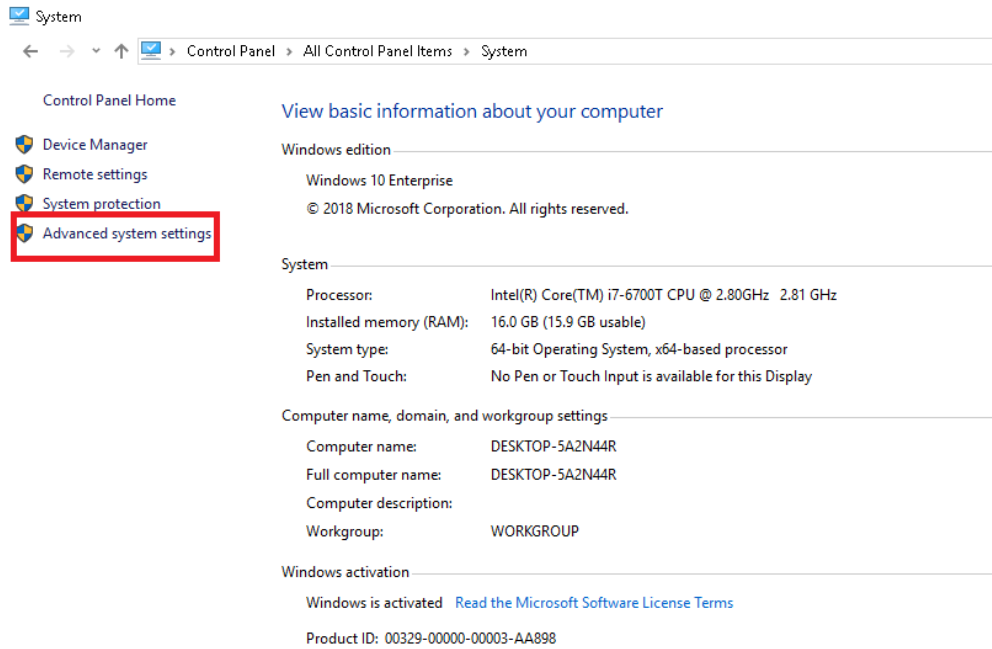 System
Control Panel > All Control Panel Items > System
Control Panel Home
Device Manager
Remote settings
System protection
Advanced system settings
View basic information about your computer
Windows edition
Windows 10 Enterprise
© 2018 Microsoft Corporation. All rights reserved.
System
Processor: Intel(R) Core(TM) i7-6700T CPU @ 2.80GHz 2.81 GHz
Installed memory (RAM): 16.0 GB (15.9 GB usable)
System type: 64-bit Operating System, x64-based processor
Pen and Touch: No Pen or Touch Input is available for this Display
Computer name, domain, and workgroup settings
Computer name: DESKTOP-5A2N44R
Full computer name: DESKTOP-5A2N44R
Computer description:
Workgroup: WORKGROUP
Windows activation
Windows is activated Read the Microsoft Software License Terms
Product ID: 00329-00000-00003-AA898